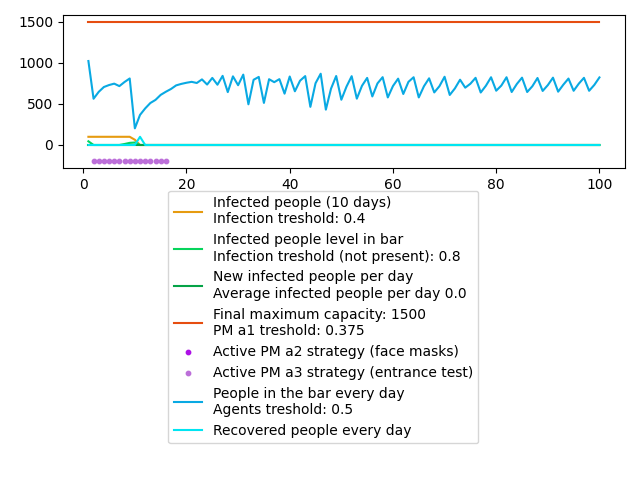 1500
1000
500
0
0 20 40 60 80 100
Infected people (10 days)
Infection treshold: 0.4
Infected people level in bar
Infection treshold (not present): 0.8
New infected people per day
Average infected people per day 0.0
Final maximum capacity: 1500
PM a1 treshold: 0.375
Active PM a2 strategy (face masks)
Active PM a3 strategy (entrance test)
People in the bar every day
Agents treshold: 0.5
Recovered people every day